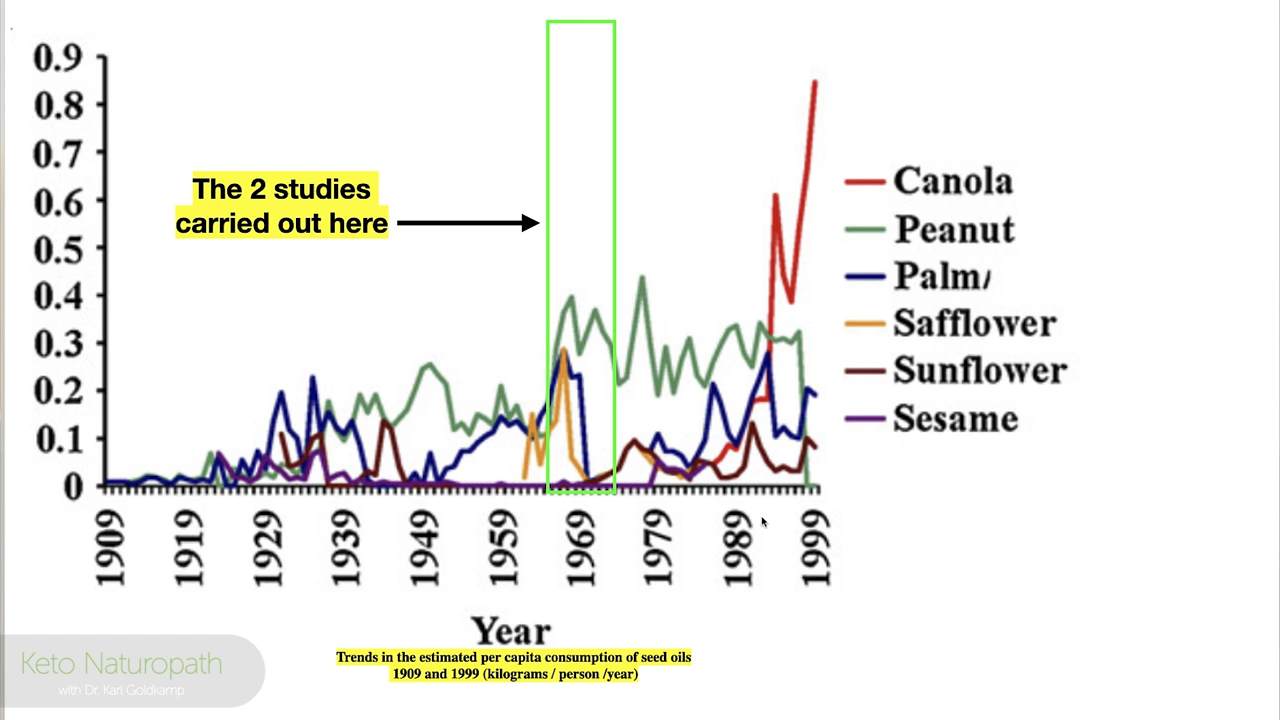 0.9
0.8
0.7
0.6
0.5
0.4
0.3
0.2
0.1
0
The 2 studies
carried out here
Canola
Peanut
Palm/
Safflower
Sunflower
Sesame
1909
1919
1929
1939
1949
1959
1969
1979
1989
1999
Year
Trends in the estimated per capita consumption of seed oils
1909 and 1999 (kilograms / person /year)
Keto Naturopath
with Dr. Karl Goldkamp